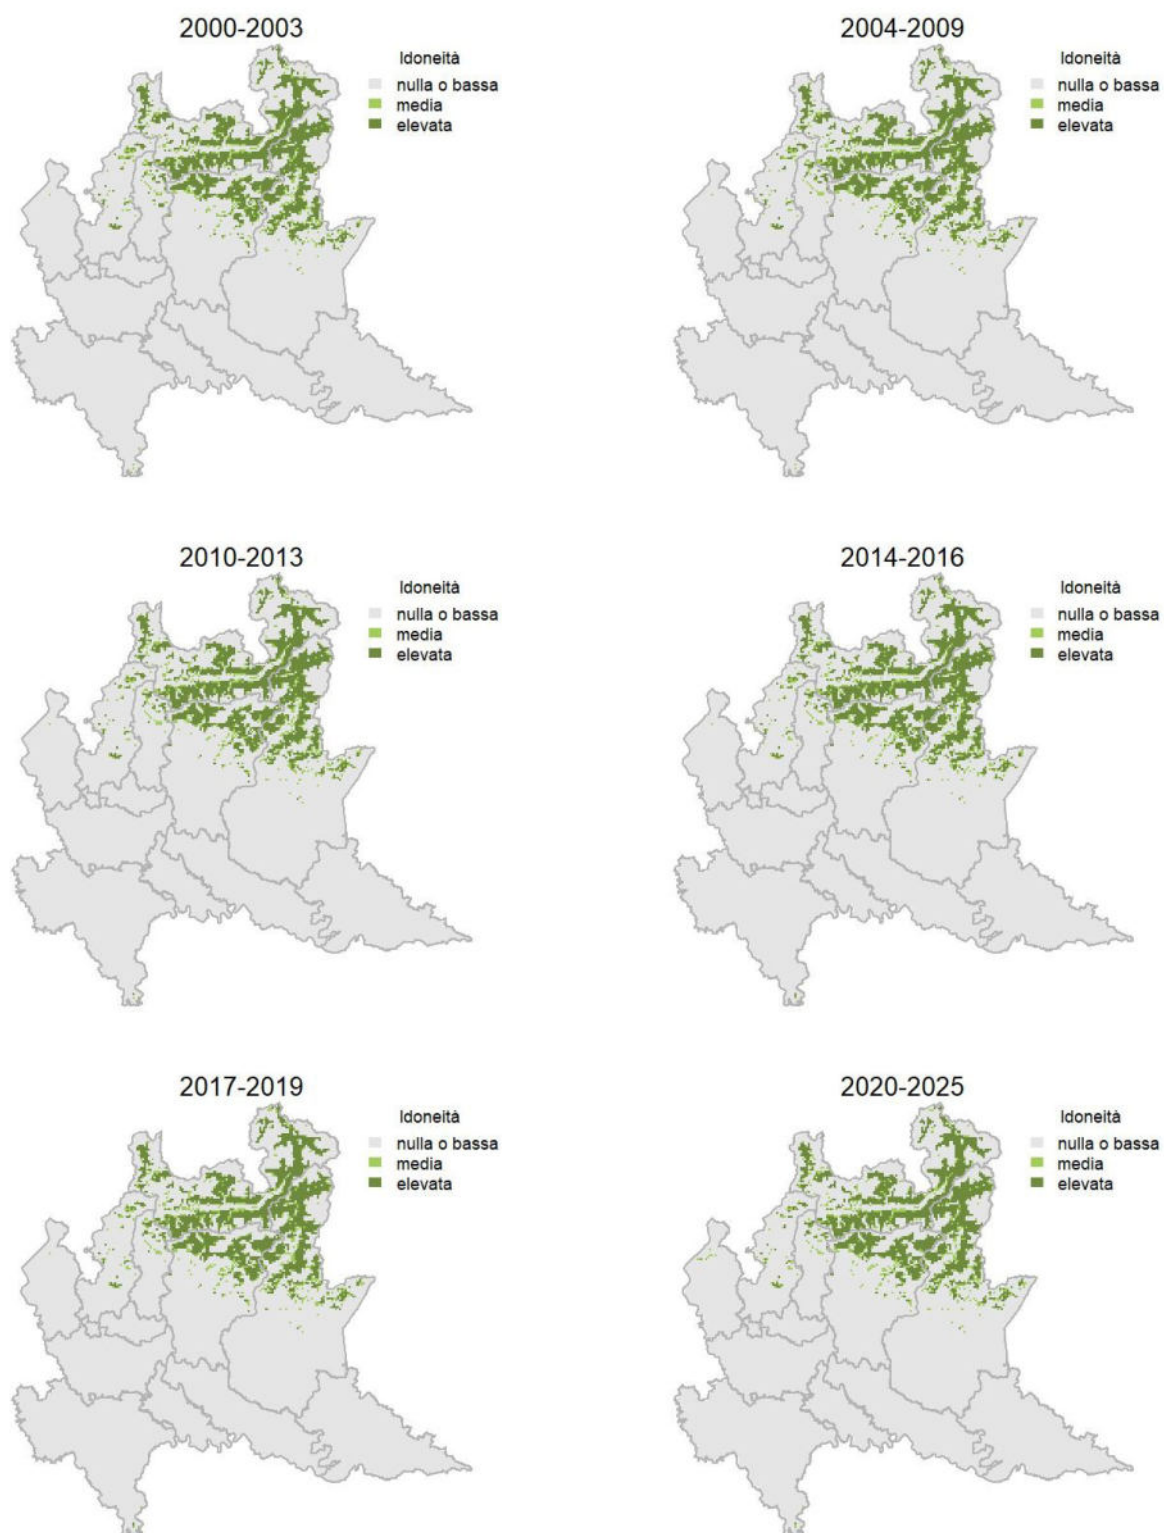 2000-2003
Idoneità
nulla o bassa
media
elevata
2004-2009
Idoneità
nulla o bassa
media
elevata
2010-2013
Idoneità
nulla o bassa
media
elevata
2014-2016
Idoneità
nulla o bassa
media
elevata
2017-2019
Idoneità
nulla o bassa
media
elevata
2020-2025
Idoneità
nulla o bassa
media
elevata